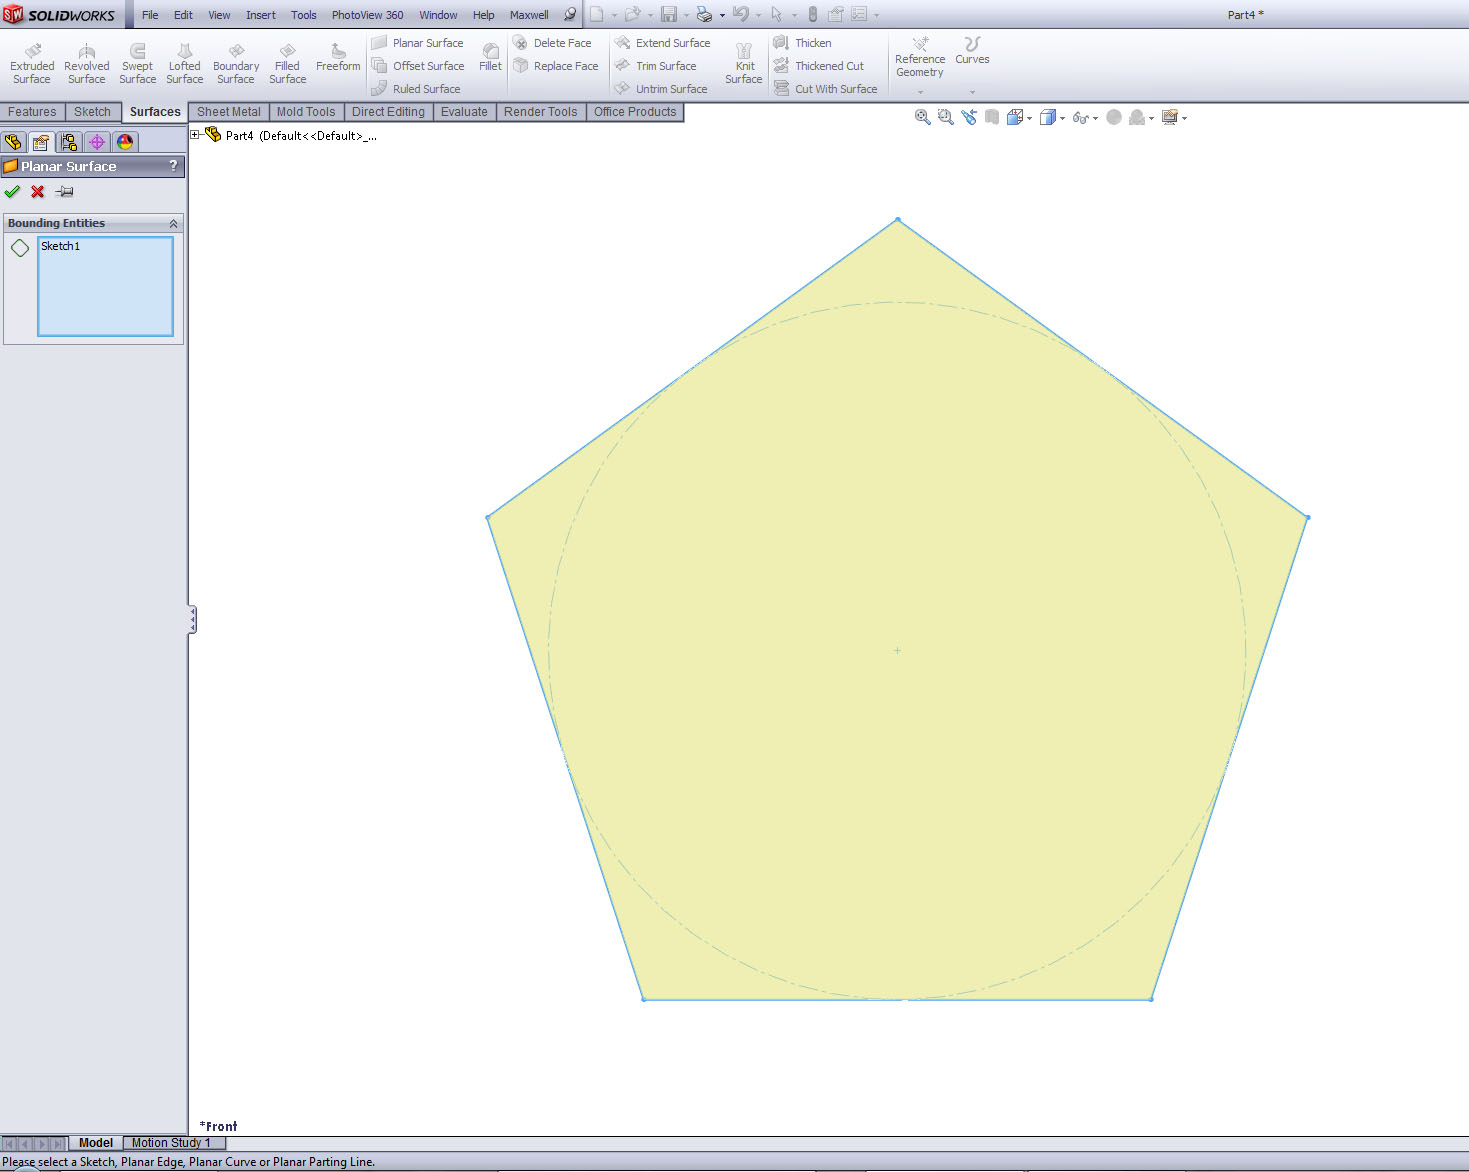 SW SOLIDWORKS File Edit View Insert Tools PhotoView 360 Window Help Maxwell Part4 *
Extruded Surface
Revolved Surface
Swept Surface
Lofted Surface
Boundary Surface
Filled Surface
Freeform
Planar Surface
Offset Surface
Ruled Surface
Fillet
Delete Face
Replace Face
Extend Surface
Trim Surface
Untrim Surface
Knit Surface
Thicken
Thickened Cut
Cut With Surface
Reference Geometry
Curves
Features Sketch Surfaces Sheet Metal Mold Tools Direct Editing Evaluate Render Tools Office Products
Part4 (Default<<Default>_...
Planar Surface ?
Bounding Entities
Sketch1
*Front
Model Motion Study 1
Please select a Sketch, Planar Edge, Planar Curve or Planar Parting Line.